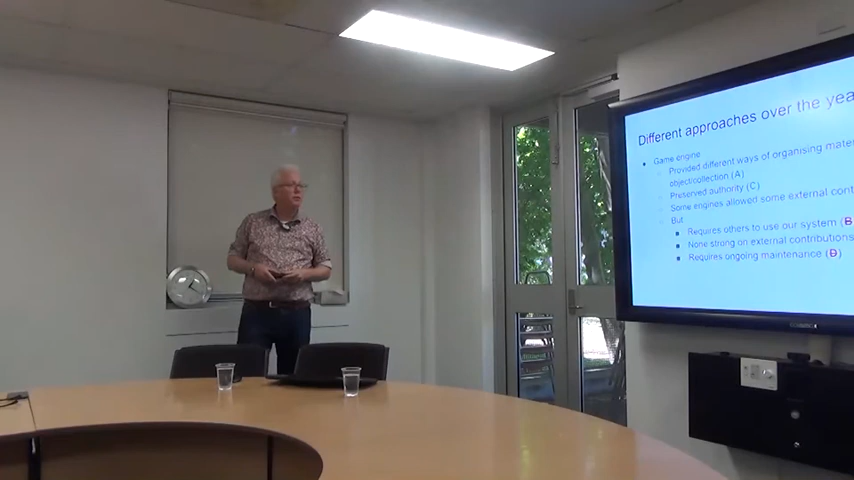 Different approaches over the yea
• Game engine
○ Provided different ways of organising mater
object/collection (A)
○ Preserved authority (C)
○ Some engines allowed some external cont
○ But
■ Requires others to use our system (B
■ None strong on external contributions
■ Requires ongoing maintenance (D)